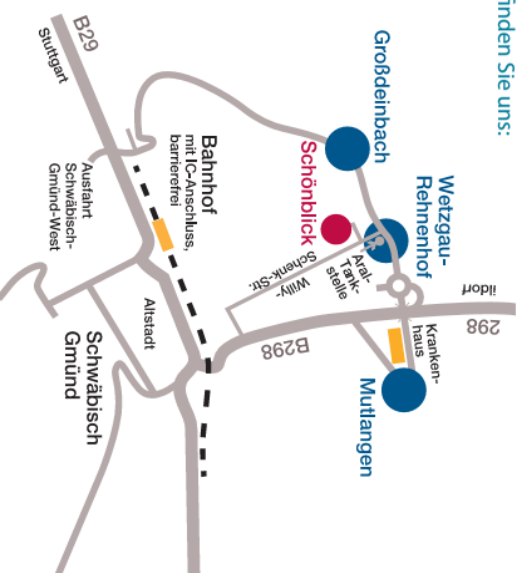 finden Sie uns:
Großdeinbach
Wetzgau-
Rehnenhof
Schönblick
Aral-
Tank-
stelle
Willy-
Schenk-Str.
ildorf
298
Kranken-
haus
Mutlangen
B298
B29
Stuttgart
Bahnhof
mit IC-Anschluss,
barrierefrei
Ausfahrt
Schwäbisch-
Gmünd-West
Altstadt
Schwäbisch
Gmünd